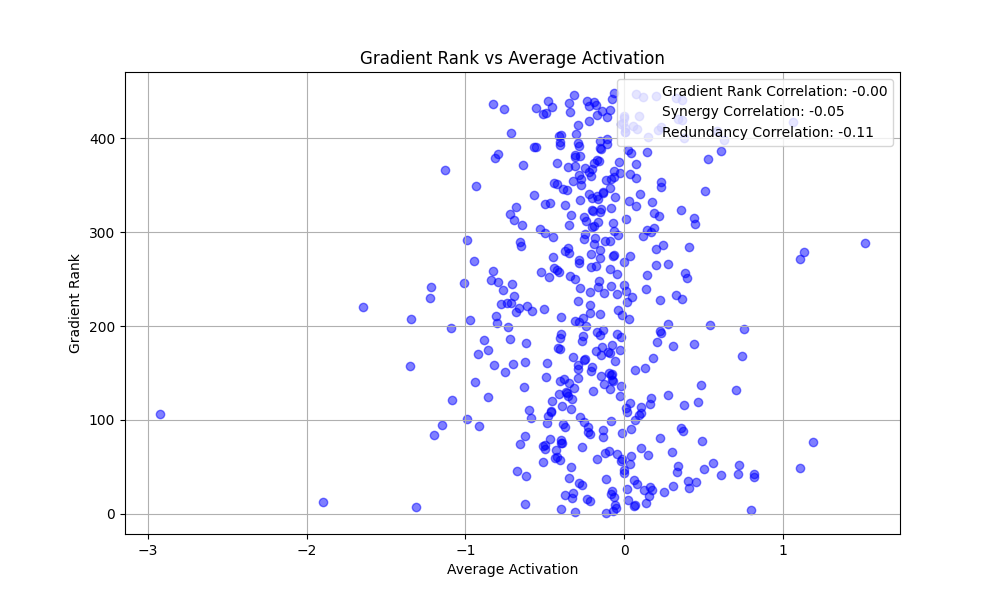 Gradient Rank vs Average Activation
Gradient Rank Correlation: -0.00
Synergy Correlation: -0.05
Redundancy Correlation: -0.11
400
300
200
100
0
Gradient Rank
−3
−2
−1
0
1
Average Activation